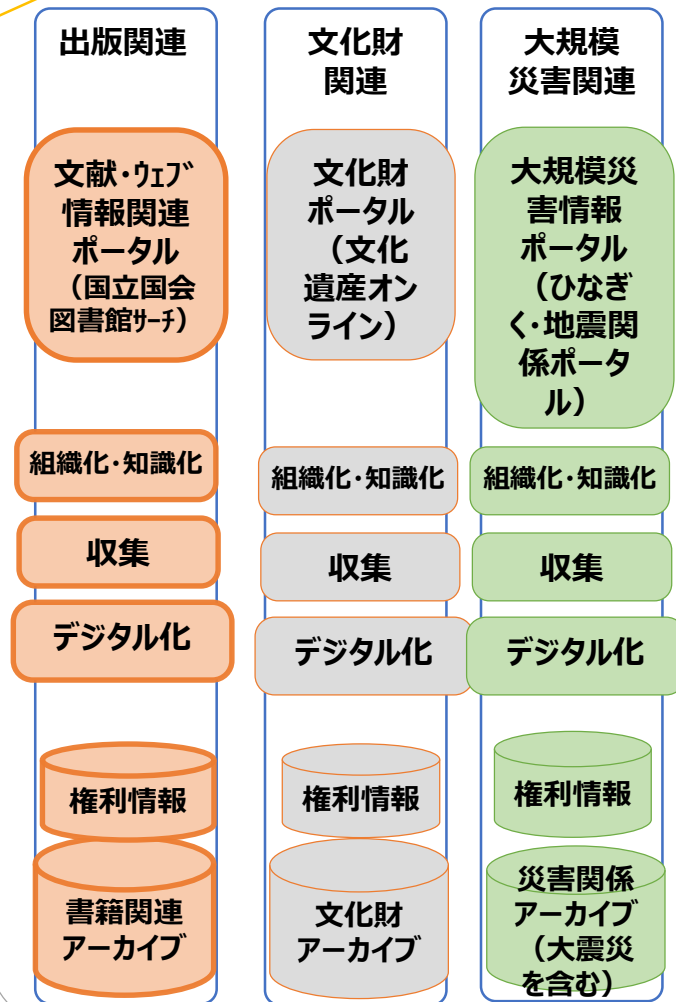 出版関連
文献・ウェブ
情報関連
ポータル
（国立国会
図書館サーチ）
組織化・知識化
収集
デジタル化
権利情報
書籍関連
アーカイブ
文化財
関連
文化財
ポータル
（文化
遺産オン
ライン）
組織化・知識化
収集
デジタル化
権利情報
文化財
アーカイブ
大規模
災害関連
大規模災
害情報
ポータル
（ひなぎ
く・地震関
係ポータ
ル）
組織化・知識化
収集
デジタル化
権利情報
災害関係
アーカイブ
（大震災
を含む）